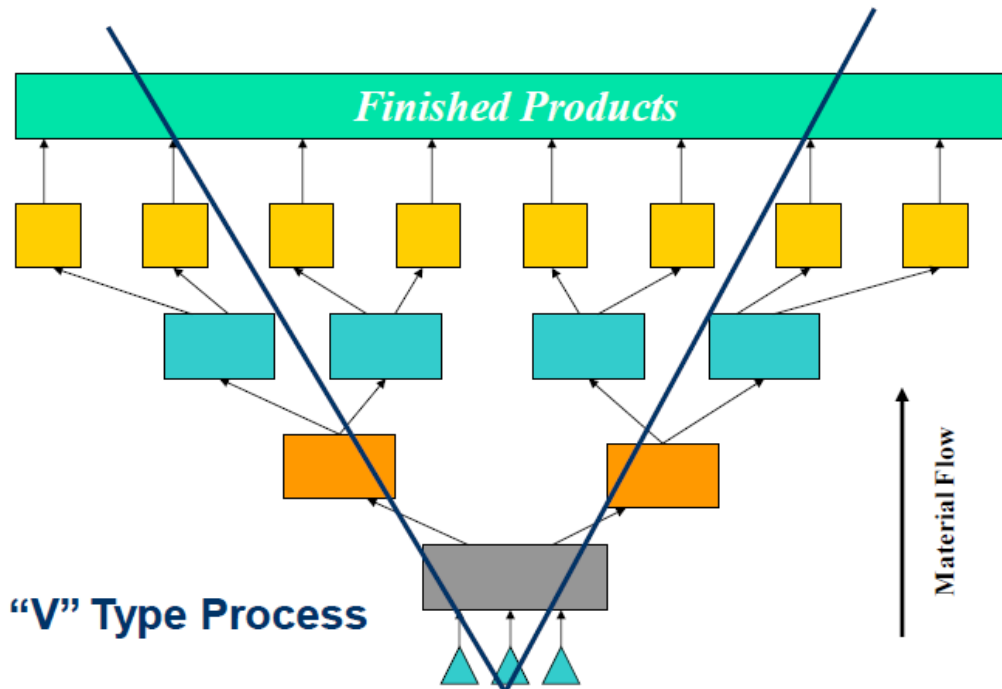 Finished Products
Material Flow
“V” Type Process